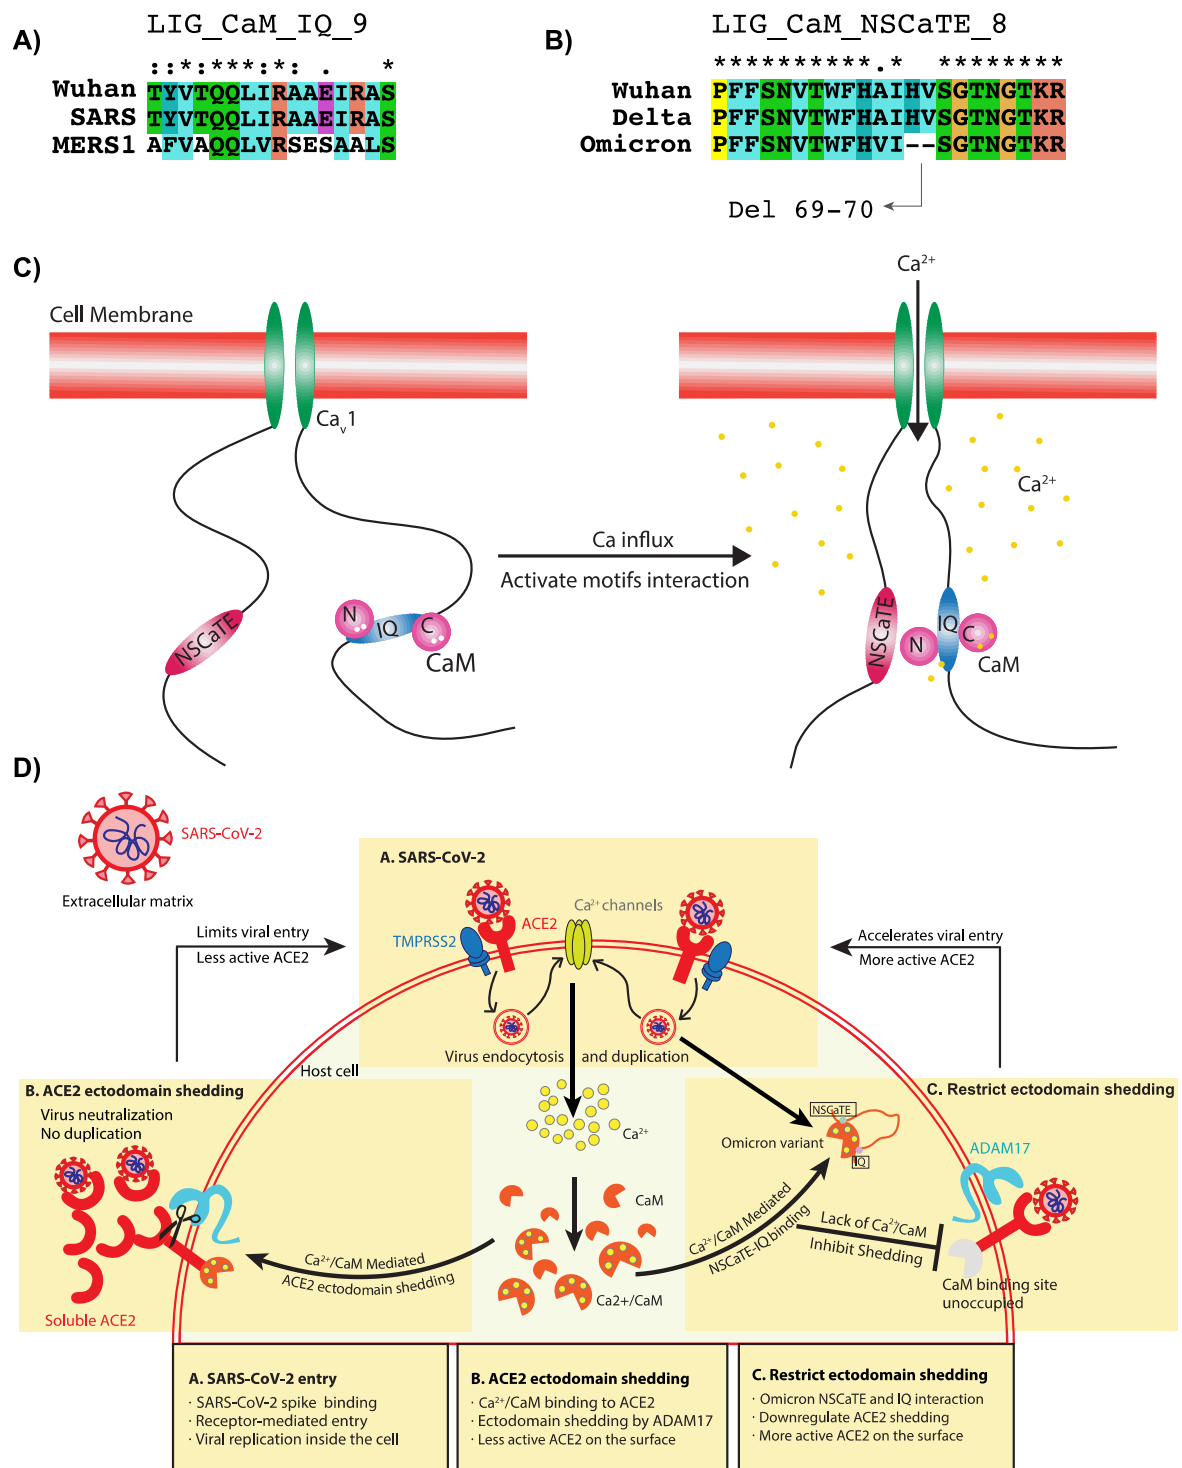 A)
LIG_CaM_IQ_9
::*:***:*: . *
Wuhan TYVTQQLIRAAEIRAS
SARS TYVTQQLIRAAEIRAS
MERS1 AFVAQQLVRSESAALS
B)
LIG_CaM_NSCaTE_8
**********.* ********
Wuhan PFFSNVTWFHAIHVSGTNGTKR
Delta PFFSNVTWFHAIHVSGTNGTKR
Omicron PFFSNVTWFHVI--SGTNGTKR
Del 69-70
C)
Cell Membrane
Cav1
NSCaTE
N
IQ
C
CaM
Ca influx
Activate motifs interaction
Ca²⁺
Ca²⁺
NSCaTE
N
IQ
C
CaM
D)
SARS-CoV-2
Extracellular matrix
Limits viral entry
Less active ACE2
A. SARS-CoV-2
Ca²⁺ channels
ACE2
TMPRSS2
Virus endocytosis and duplication
Accelerates viral entry
More active ACE2
Host cell
B. ACE2 ectodomain shedding
Virus neutralization
No duplication
Soluble ACE2
Ca²⁺/CaM Mediated
ACE2 ectodomain shedding
Ca²⁺
CaM
Ca2+/CaM
Ca²⁺/CaM Mediated
NSCaTE-IQ binding
C. Restrict ectodomain shedding
NSCaTE
Omicron variant
IQ
ADAM17
Lack of Ca²⁺/CaM
Inhibit Shedding
CaM binding site
unoccupied
A. SARS-CoV-2 entry
· SARS-CoV-2 spike binding
· Receptor-mediated entry
· Viral replication inside the cell
B. ACE2 ectodomain shedding
· Ca²⁺/CaM binding to ACE2
· Ectodomain shedding by ADAM17
· Less active ACE2 on the surface
C. Restrict ectodomain shedding
· Omicron NSCaTE and IQ interaction
· Downregulate ACE2 shedding
· More active ACE2 on the surface